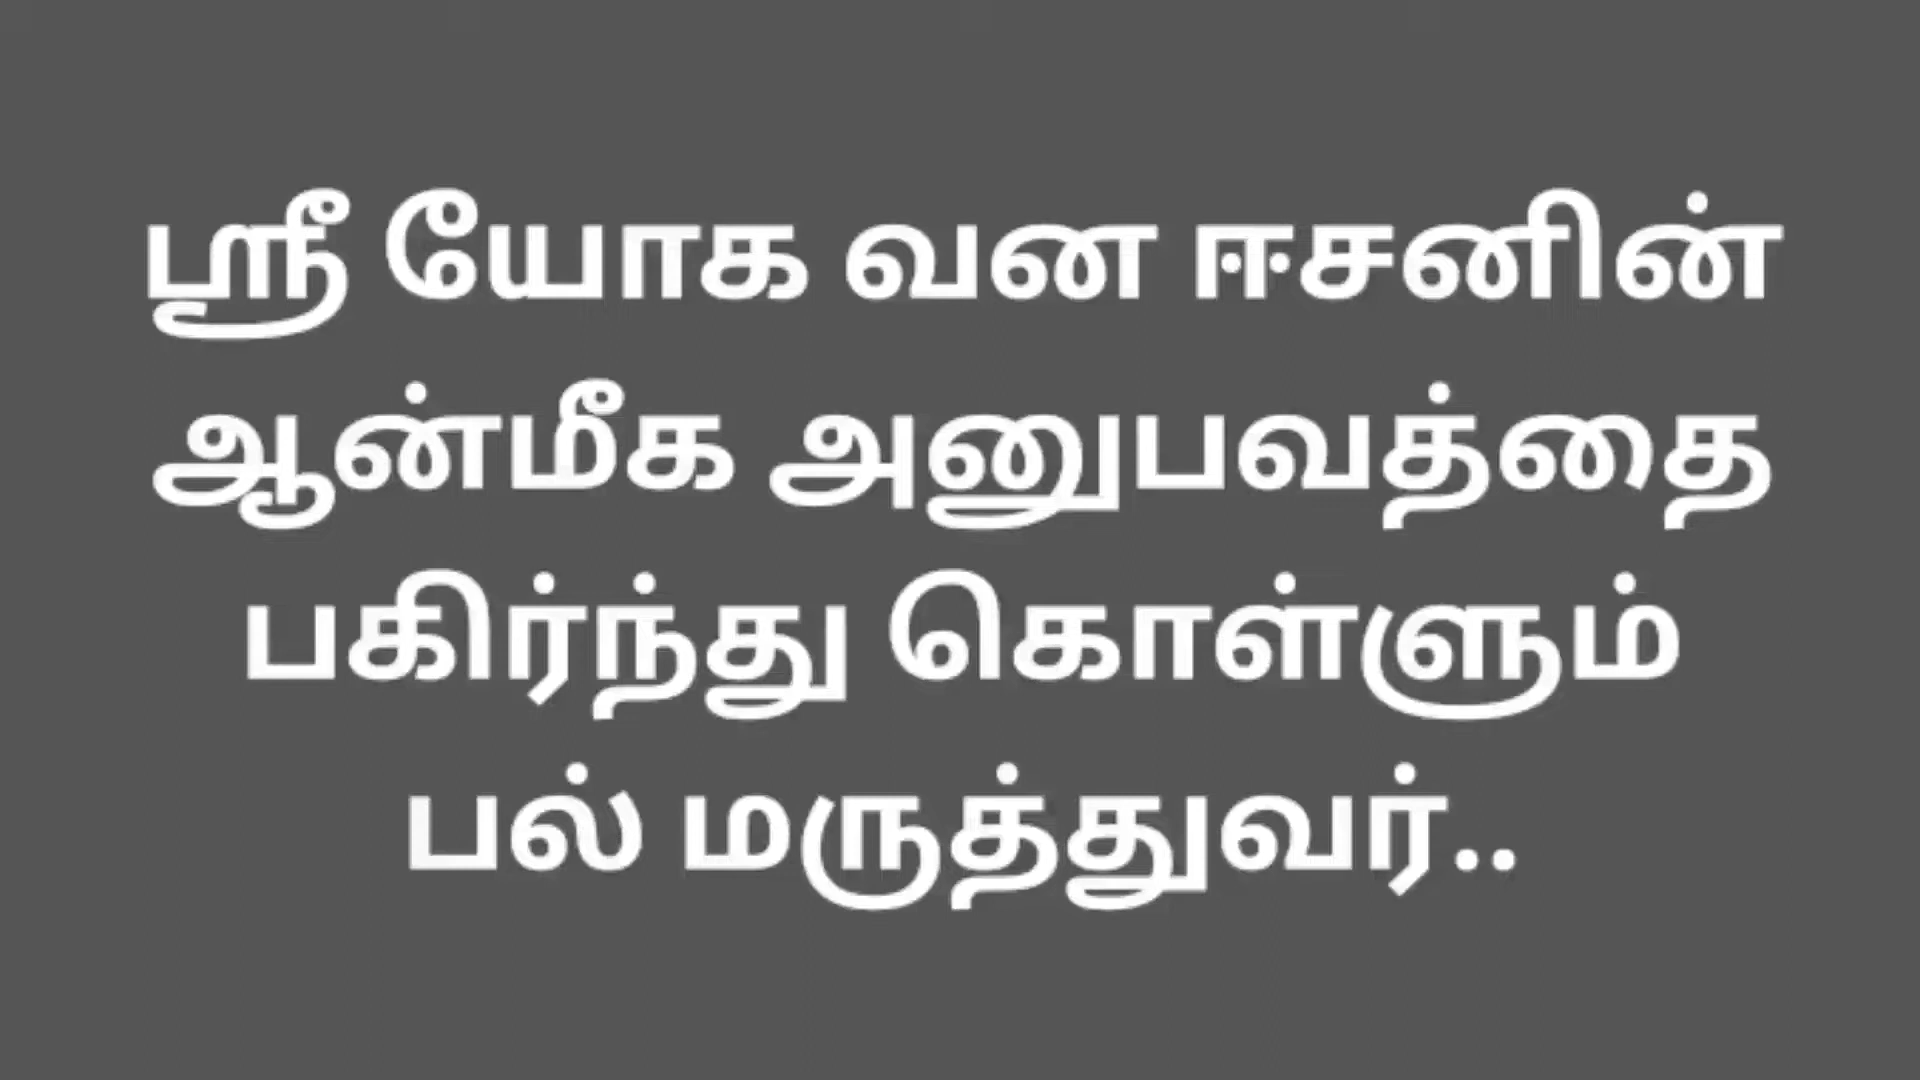 ஸ்ரீ யோக வன ஈசனின்
ஆன்மீக அனுபவத்தை
பகிர்ந்து கொள்ளும்
பல் மருத்துவர்..